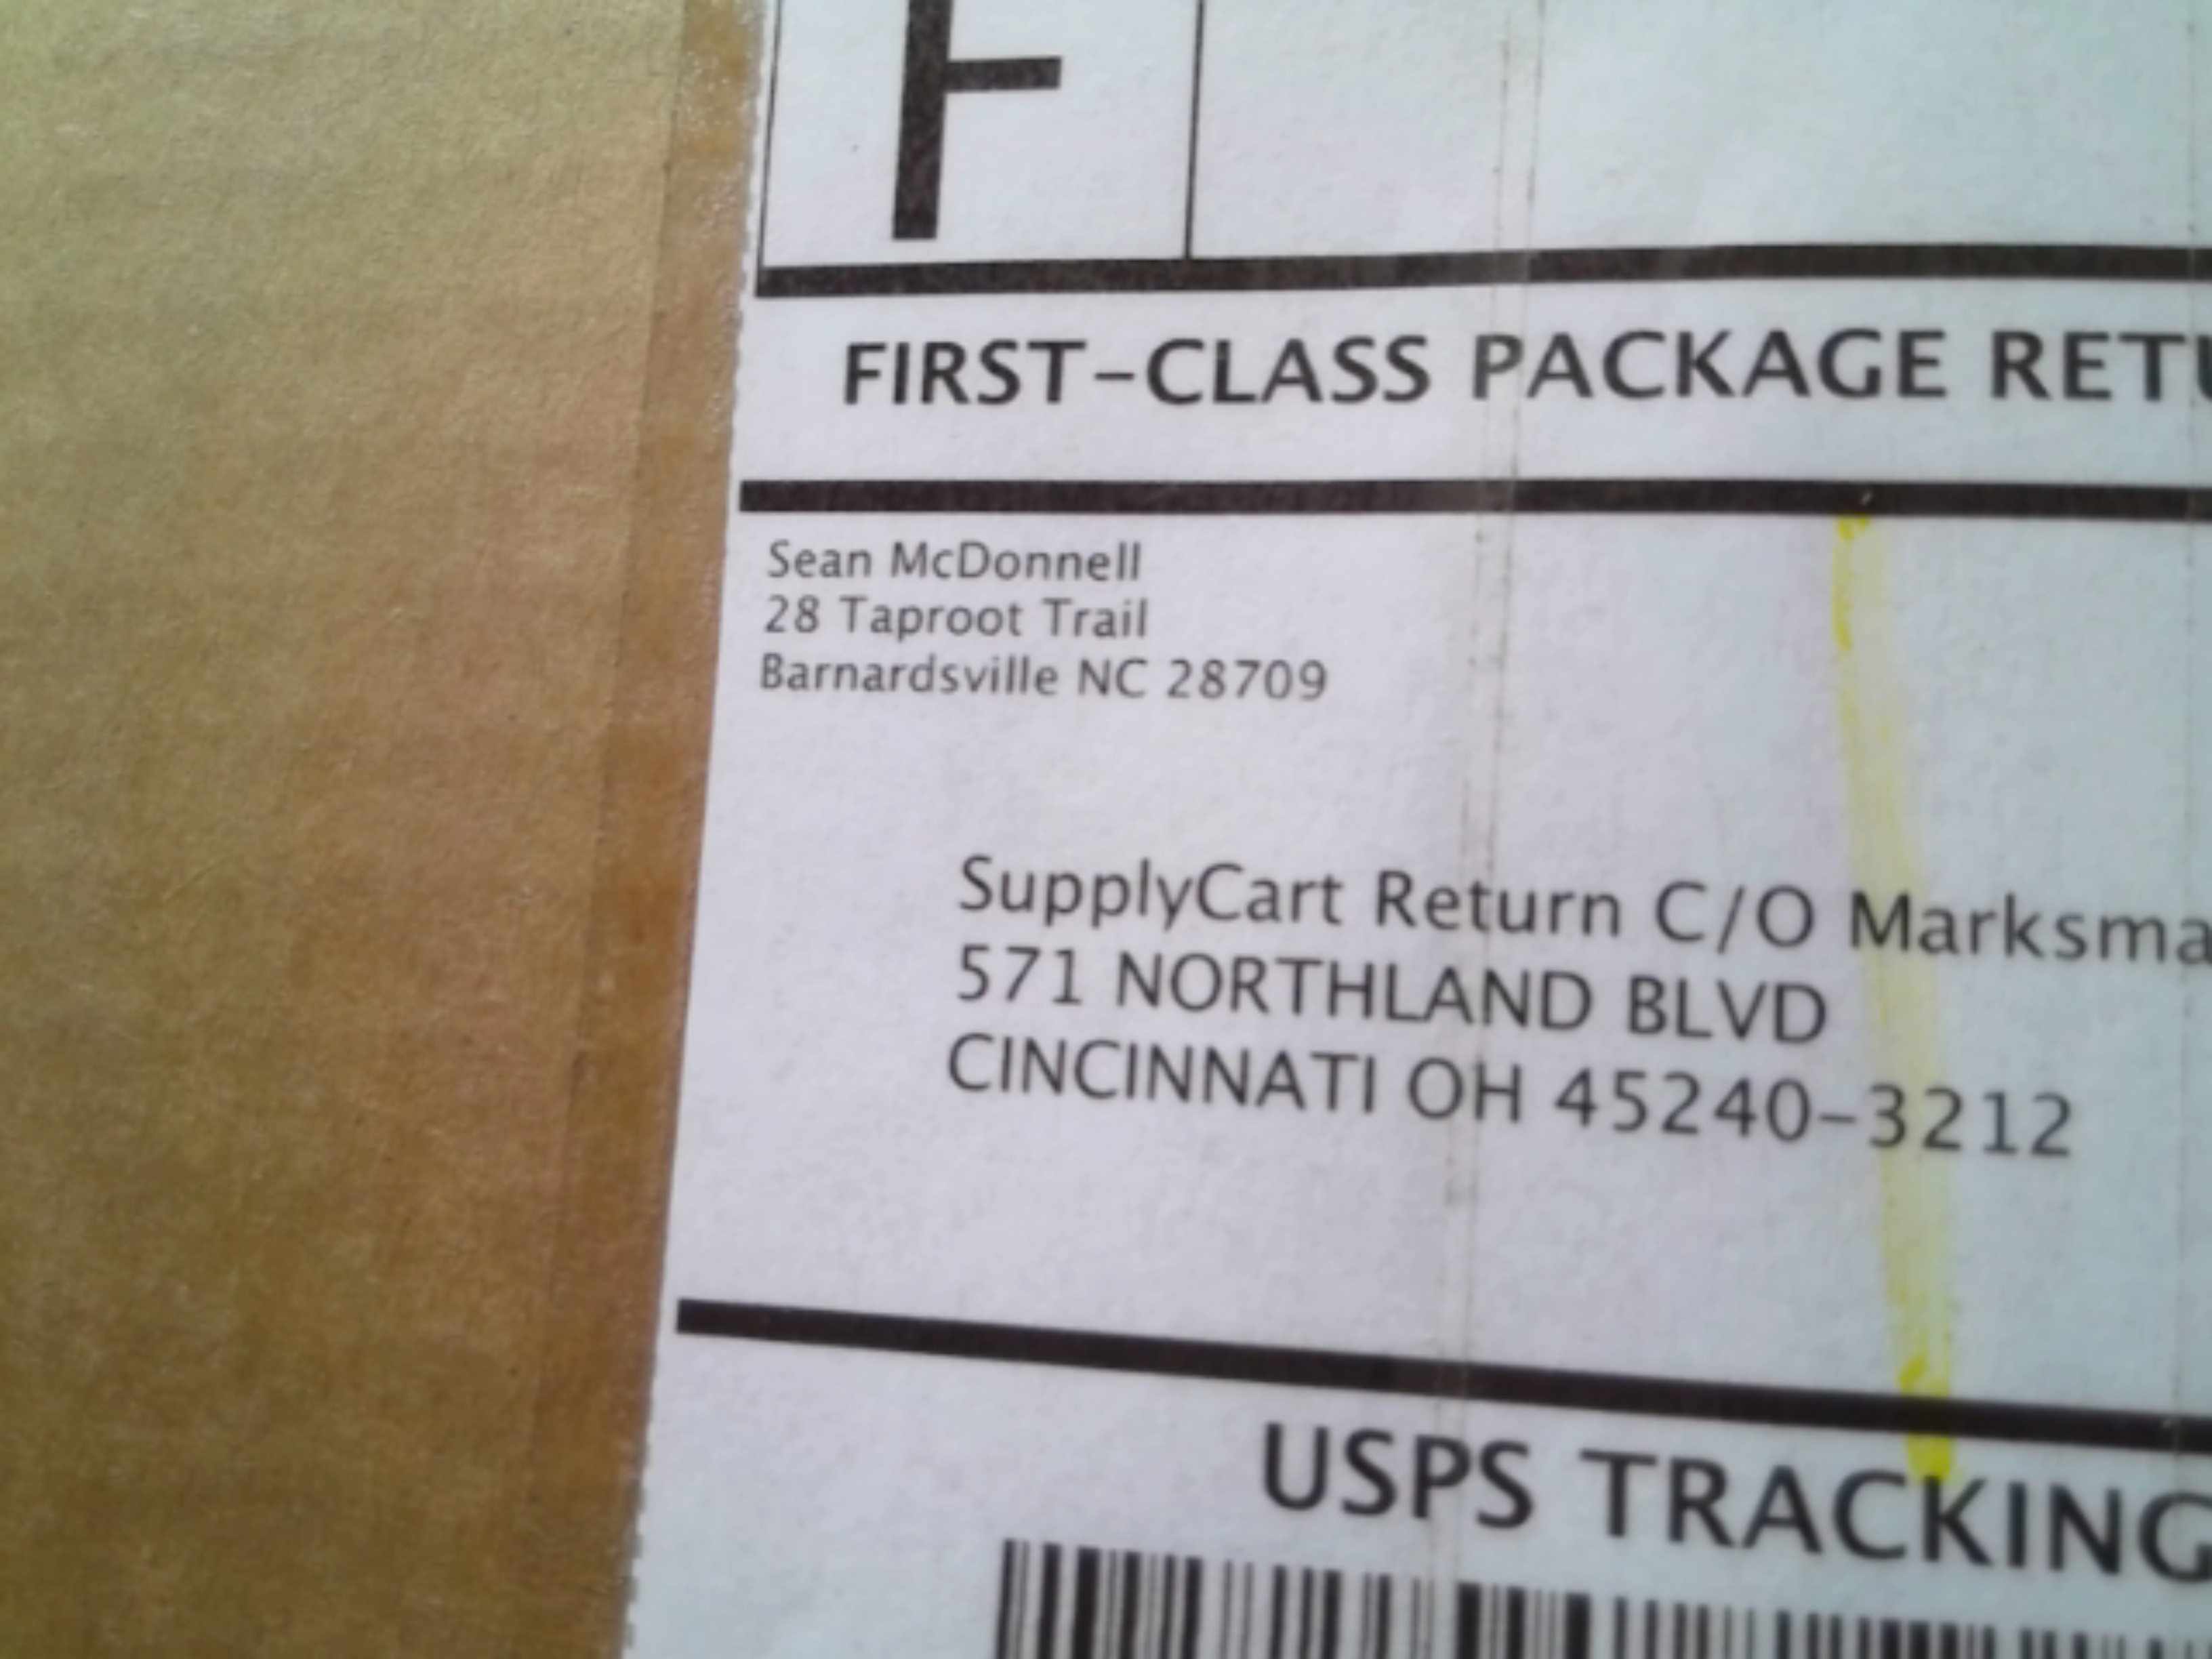 F
FIRST-CLASS PACKAGE RETU
Sean McDonnell
28 Taproot Trail
Barnardsville NC 28709
SupplyCart Return C/O Marksma
571 NORTHLAND BLVD
CINCINNATI OH 45240-3212
USPS TRACKING